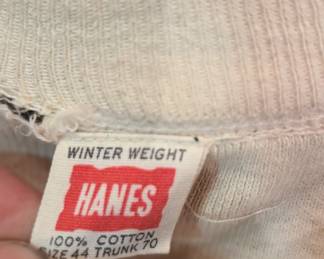 WINTER WEIGHT
HANES
100% COTTON
SIZE 44 TRUNK 70